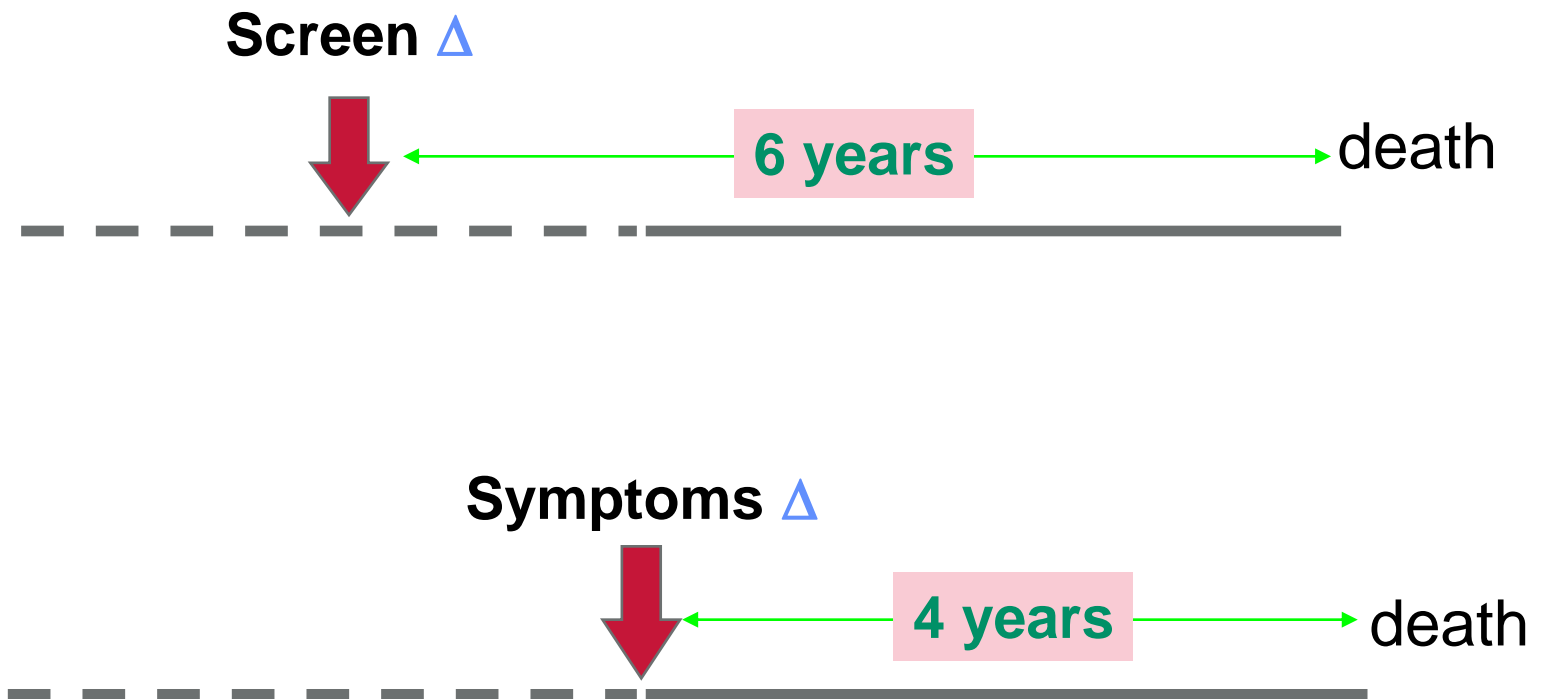 Screen Δ
6 years
death
Symptoms Δ
4 years
death